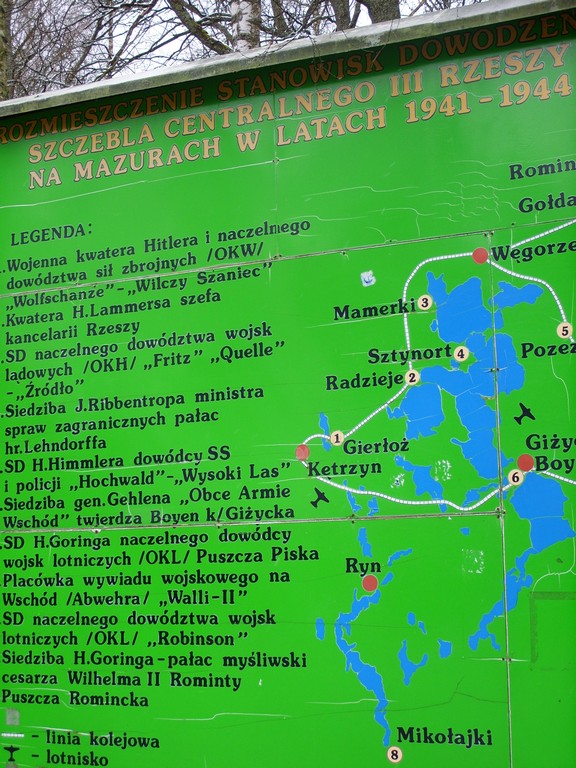 ROZMIESZCZENIE STANOWISK DOWODZEN
SZCZEBLA CENTRALNEGO III RZESZY
NA MAZURACH W LATACH 1941-1944
LEGENDA:
.Wojenna kwatera Hitlera i naczelnego
dowództwa sił zbrojnych /OKW/
„Wolfschanze"-„Wilczy Szaniec"
.Kwatera H.Lammersa szefa
kancelarii Rzeszy
.SD naczelnego dowództwa wojsk
lądowych /OKH/ „Fritz" „Quelle"
-„Źródło"
.Siedziba J.Ribbentropa ministra
spraw zagranicznych pałac
hr.Lehndorffa
.SD H.Himmlera dowódcy SS
i policji „Hochwald"-„Wysoki Las"
.Siedziba gen.Gehlena „Obce Armie
Wschód" twierdza Boyen k/Giżycka
.SD H.Goringa naczelnego dowódcy
wojsk lotniczych /OKL/ Puszcza Piska
.Placówka wywiadu wojskowego na
Wschód /Abwehra/ „Walli-II"
.SD naczelnego dowództwa wojsk
lotniczych /OKL/ „Robinson"
Siedziba H.Goringa-pałac myśliwski
cesarza Wilhelma II Rominty
Puszcza Romincka
- linia kolejowa
- lotnisko
Romin
Gołda
Węgorze
Mamerki 3
Sztynort 4
5
Pozez
Radzieje 2
1
Gierłoż
Kętrzyn
Giżyc
Boy
6
Ryn
Mikołajki
8